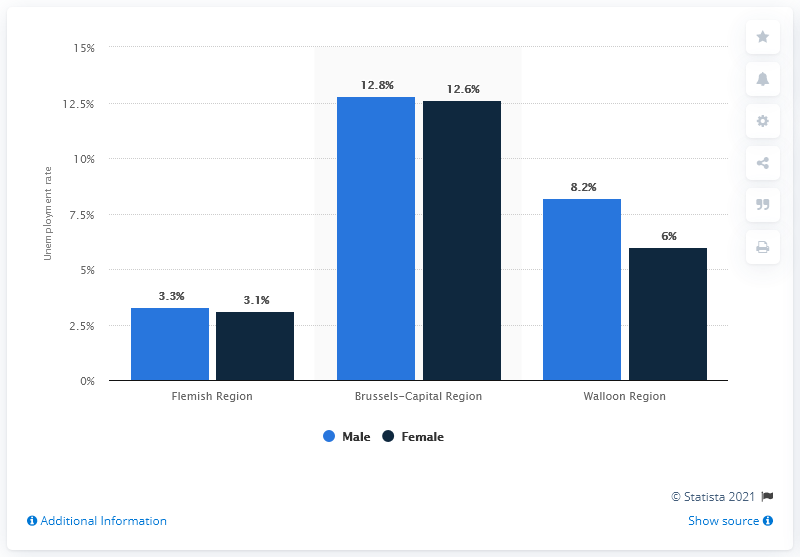 15%
12.5%
10%
7.5%
5%
2.5%
0%
Unemployment rate
3.3%
3.1%
12.8%
12.6%
8.2%
6%
Flemish Region
Brussels-Capital Region
Walloon Region
Male
Female
© Statista 2021
Additional Information
Show source